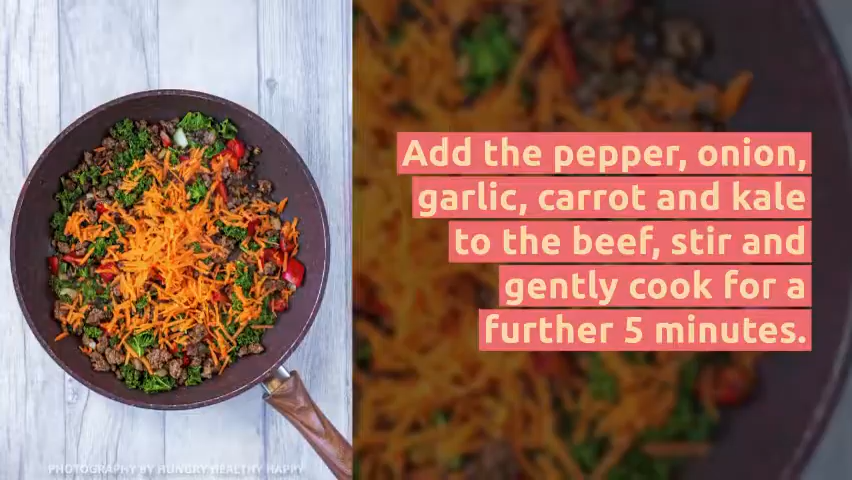 Add the pepper, onion,
garlic, carrot and kale
to the beef, stir and
gently cook for a
further 5 minutes.
PHOTOGRAPHY BY HUNGRY HEALTHY HAPPY